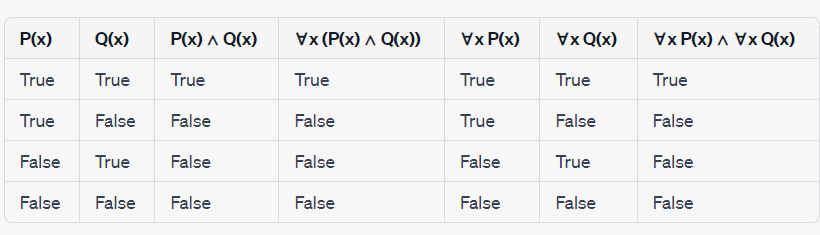 P(x) Q(x) P(x) ∧ Q(x) ∀x (P(x) ∧ Q(x)) ∀x P(x) ∀x Q(x) ∀x P(x) ∧ ∀x Q(x)
True True True True True True True
True False False False True False False
False True False False False True False
False False False False False False False